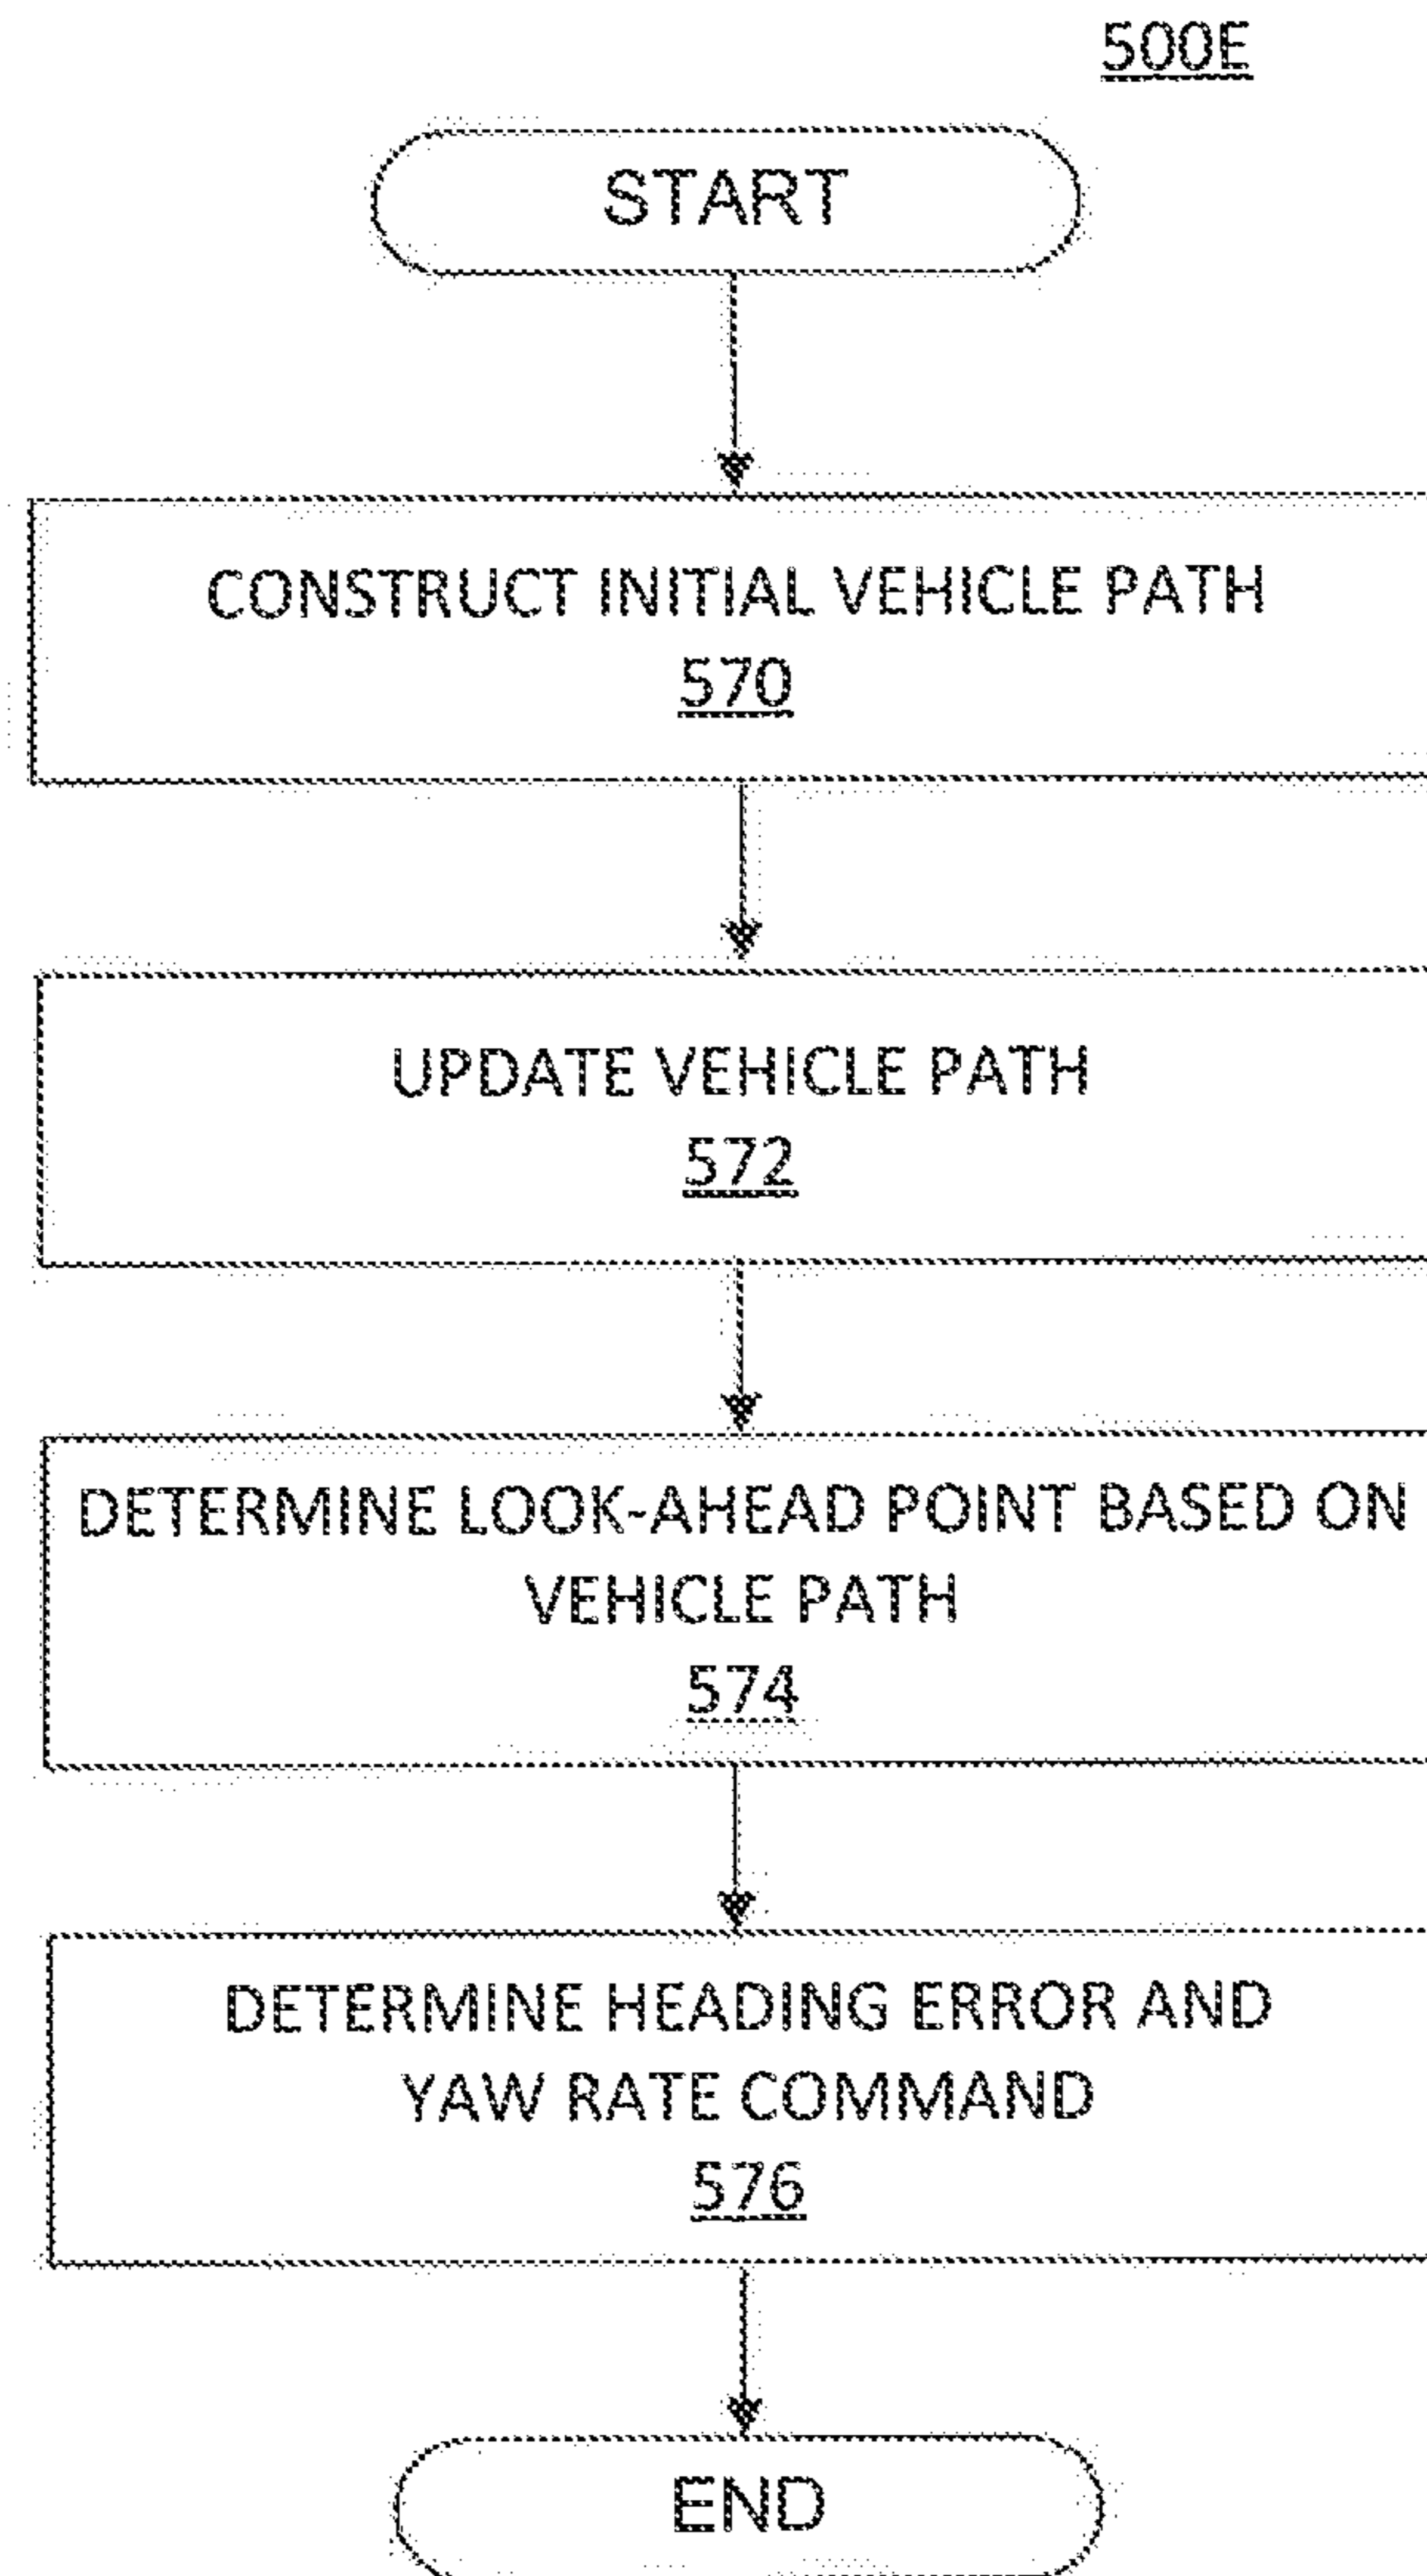 500E
START
CONSTRUCT INITIAL VEHICLE PATH
570
UPDATE VEHICLE PATH
572
DETERMINE LOOK-AHEAD POINT BASED ON
VEHICLE PATH
574
DETERMINE HEADING ERROR AND
YAW RATE COMMAND
576
END